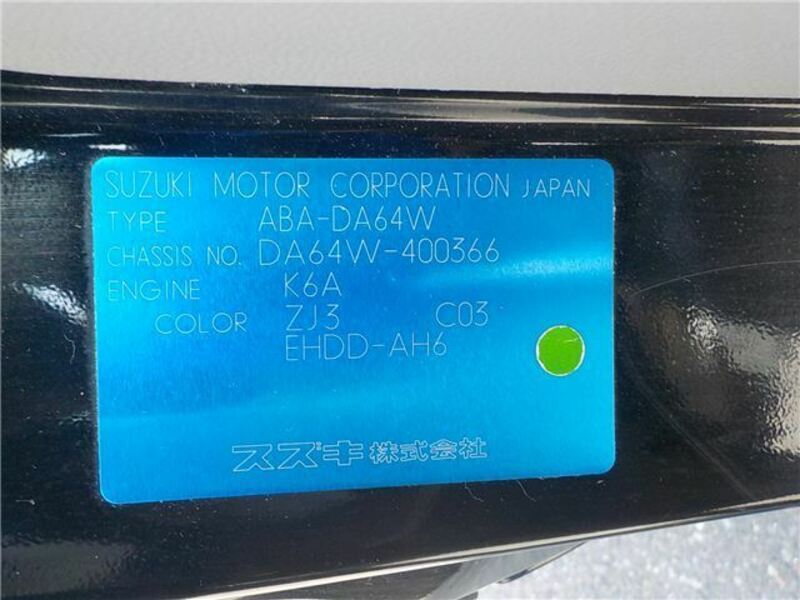 SUZUKI MOTOR CORPORATION JAPAN
TYPE ABA-DA64W
CHASSIS NO. DA64W-400366
ENGINE K6A
COLOR ZJ3 C03
EHDD-AH6
スズキ株式会社